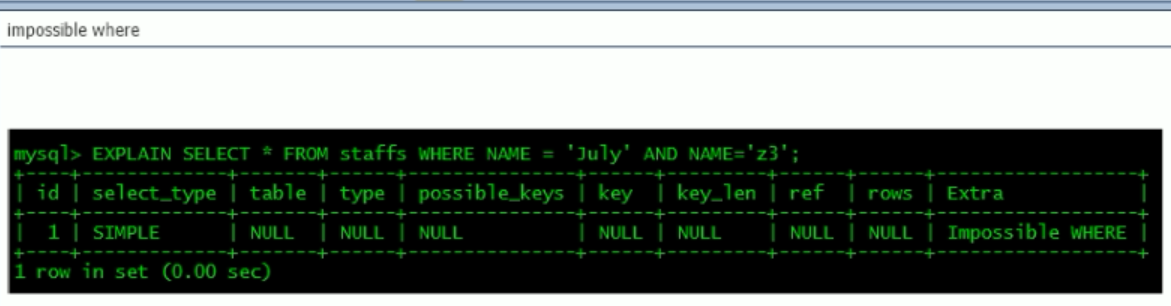 impossible where
mysql> EXPLAIN SELECT * FROM staffs WHERE NAME = 'July' AND NAME='z3';
+----+-------------+-------+------+---------------+------+---------+------+------+------------------+
| id | select_type | table | type | possible_keys | key | key_len | ref | rows | Extra |
+----+-------------+-------+------+---------------+------+---------+------+------+------------------+
| 1 | SIMPLE | NULL | NULL | NULL | NULL | NULL | NULL | NULL | Impossible WHERE |
+----+-------------+-------+------+---------------+------+---------+------+------+------------------+
1 row in set (0.00 sec)